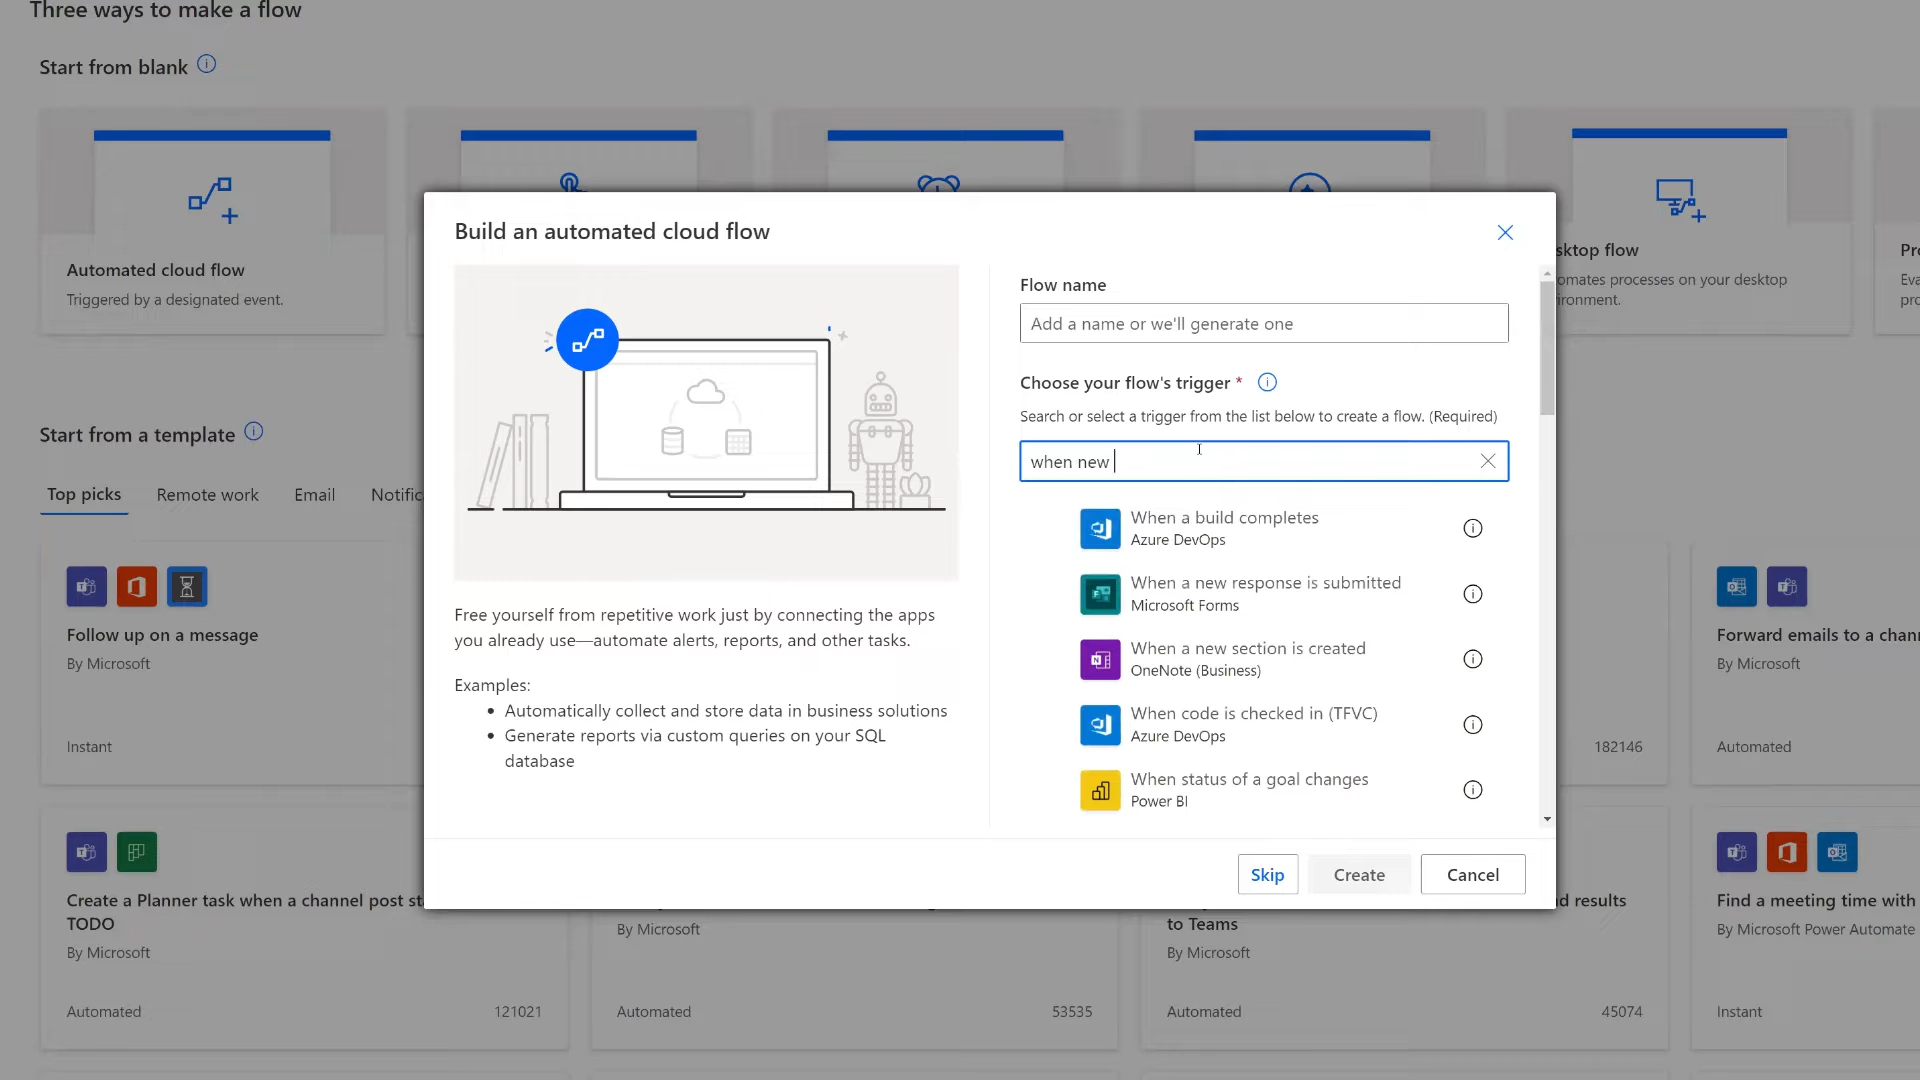 Three ways to make a flow
Start from blank
Automated cloud flow
Triggered by a designated event.
sktop flow
omates processes on your desktop
ironment.
Build an automated cloud flow
Free yourself from repetitive work just by connecting the apps
you already use—automate alerts, reports, and other tasks.
Examples:
Automatically collect and store data in business solutions
Generate reports via custom queries on your SQL
database
Flow name
Add a name or we'll generate one
Choose your flow's trigger *
Search or select a trigger from the list below to create a flow. (Required)
when new
When a build completes
Azure DevOps
When a new response is submitted
Microsoft Forms
When a new section is created
OneNote (Business)
When code is checked in (TFVC)
Azure DevOps
When status of a goal changes
Power BI
Skip
Create
Cancel
Start from a template
Top picks
Remote work
Email
Notific
Follow up on a message
By Microsoft
Instant
182146
Forward emails to a chann
By Microsoft
Automated
Create a Planner task when a channel post st
TODO
By Microsoft
Automated
121021
By Microsoft
Automated
53535
d results
to Teams
By Microsoft
Automated
45074
Find a meeting time with
By Microsoft Power Automate
Instant